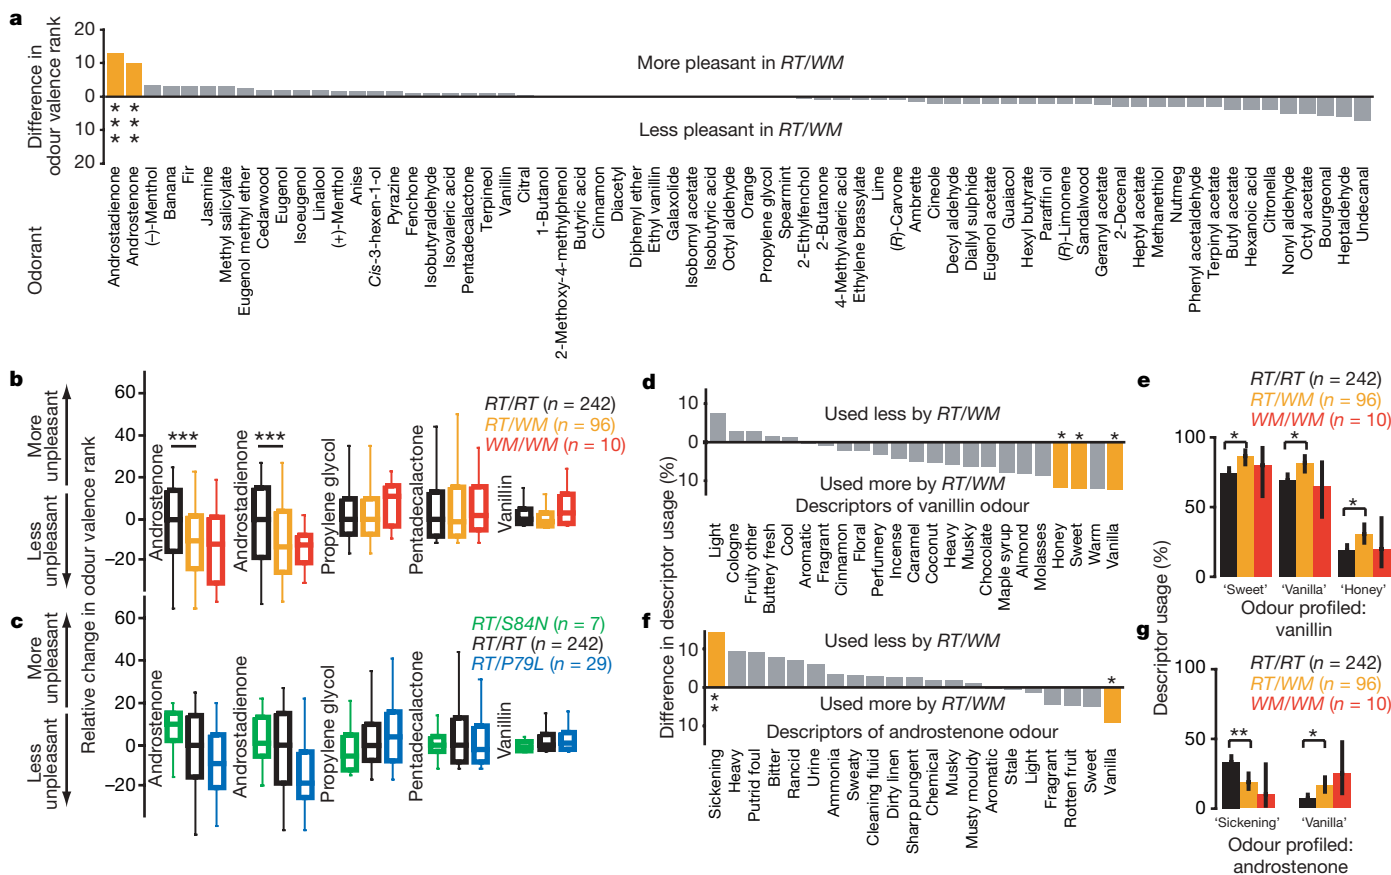 a
Difference in
odour valence rank
20
10
0
10
20
More pleasant in RT/WM
Less pleasant in RT/WM
***
***
Odorant
Androstadienone
Androstenone
(–)-Menthol
Banana
Fir
Jasmine
Methyl salicylate
Eugenol methyl ether
Cedarwood
Eugenol
Isoeugenol
Linalool
(+)-Menthol
Anise
Cis-3-hexen-1-ol
Pyrazine
Fenchone
Isobutyraldehyde
Isovaleric acid
Pentadecalactone
Terpineol
Vanillin
Citral
1-Butanol
2-Methoxy-4-methylphenol
Butyric acid
Cinnamon
Diacetyl
Diphenyl ether
Ethyl vanillin
Galaxolide
Isobornyl acetate
Isobutyric acid
Octyl aldehyde
Orange
Propylene glycol
Spearmint
2-Ethylfenchol
2-Butanone
4-Methylvaleric acid
Ethylene brassylate
Lime
(R)-Carvone
Ambrette
Cineole
Decyl aldehyde
Diallyl sulphide
Eugenol acetate
Guaiacol
Hexyl butyrate
Paraffin oil
(R)-Limonene
Sandalwood
Geranyl acetate
2-Decenal
Heptyl acetate
Methanethiol
Nutmeg
Phenyl acetaldehyde
Terpinyl acetate
Butyl acetate
Hexanoic acid
Citronella
Nonyl aldehyde
Octyl acetate
Bourgeonal
Heptaldehyde
Undecanal
b
More
unpleasant
Less
unpleasant
Relative change in odour valence rank
60
40
20
0
–20
***
***
Androstenone
Androstadienone
Propylene glycol
Pentadecalactone
Vanillin
RT/RT (n = 242)
RT/WM (n = 96)
WM/WM (n = 10)
c
More
unpleasant
Less
unpleasant
60
40
20
0
–20
Androstenone
Androstadienone
Propylene glycol
Pentadecalactone
Vanillin
RT/S84N (n = 7)
RT/RT (n = 242)
RT/P79L (n = 29)
d
Difference in descriptor usage (%)
10
0
10
Used less by RT/WM
* * *
Used more by RT/WM
Descriptors of vanillin odour
Light
Cologne
Fruity other
Buttery fresh
Cool
Aromatic
Fragrant
Cinnamon
Floral
Perfumery
Incense
Caramel
Coconut
Heavy
Musky
Chocolate
Maple syrup
Almond
Molasses
Honey
Sweet
Warm
Vanilla
e
RT/RT (n = 242)
RT/WM (n = 96)
WM/WM (n = 10)
Descriptor usage (%)
100
50
0
* * *
'Sweet' 'Vanilla' 'Honey'
Odour profiled:
vanillin
f
10
0
10
Used less by RT/WM
*
**
Used more by RT/WM
Descriptors of androstenone odour
Sickening
Heavy
Putrid foul
Bitter
Rancid
Urine
Ammonia
Sweaty
Cleaning fluid
Dirty linen
Sharp pungent
Chemical
Musky
Musty mouldy
Aromatic
Stale
Light
Fragrant
Rotten fruit
Sweet
Vanilla
g
100
50
0
RT/RT (n = 242)
RT/WM (n = 96)
WM/WM (n = 10)
** *
'Sickening' 'Vanilla'
Odour profiled:
androstenone